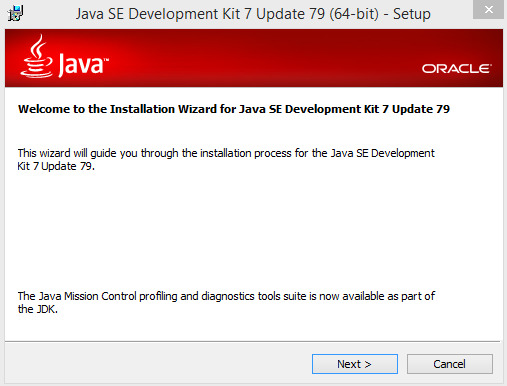 Java SE Development Kit 7 Update 79 (64-bit) - Setup
Java™
ORACLE®
Welcome to the Installation Wizard for Java SE Development Kit 7 Update 79
This wizard will guide you through the installation process for the Java SE Development
Kit 7 Update 79.
The Java Mission Control profiling and diagnostics tools suite is now available as part of
the JDK.
Next >
Cancel